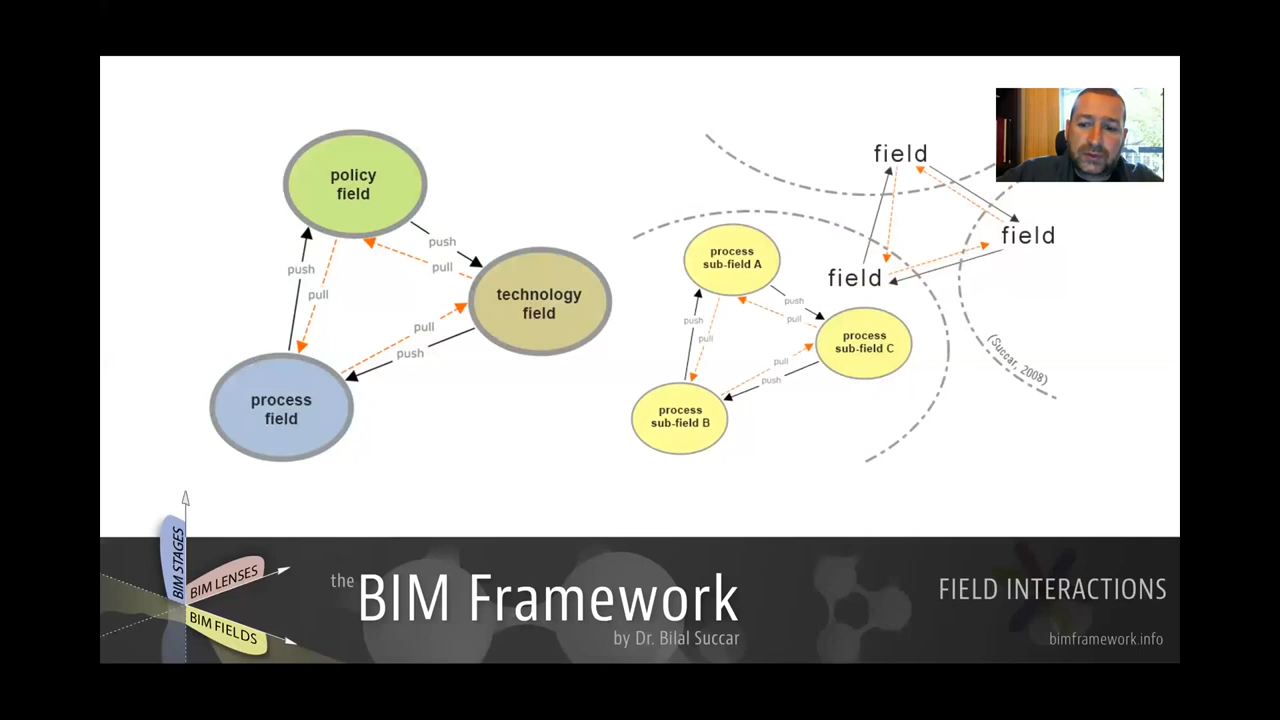 policy
field
push
pull
push
pull
technology
field
pull
push
process
field
field
field
field
process
sub-field A
push
pull
push
pull
process
sub-field C
pull
push
process
sub-field B
(Succar, 2008)
BIM STAGES
BIM LENSES
BIM FIELDS
the BIM Framework
by Dr. Bilal Succar
FIELD INTERACTIONS
bimframework.info